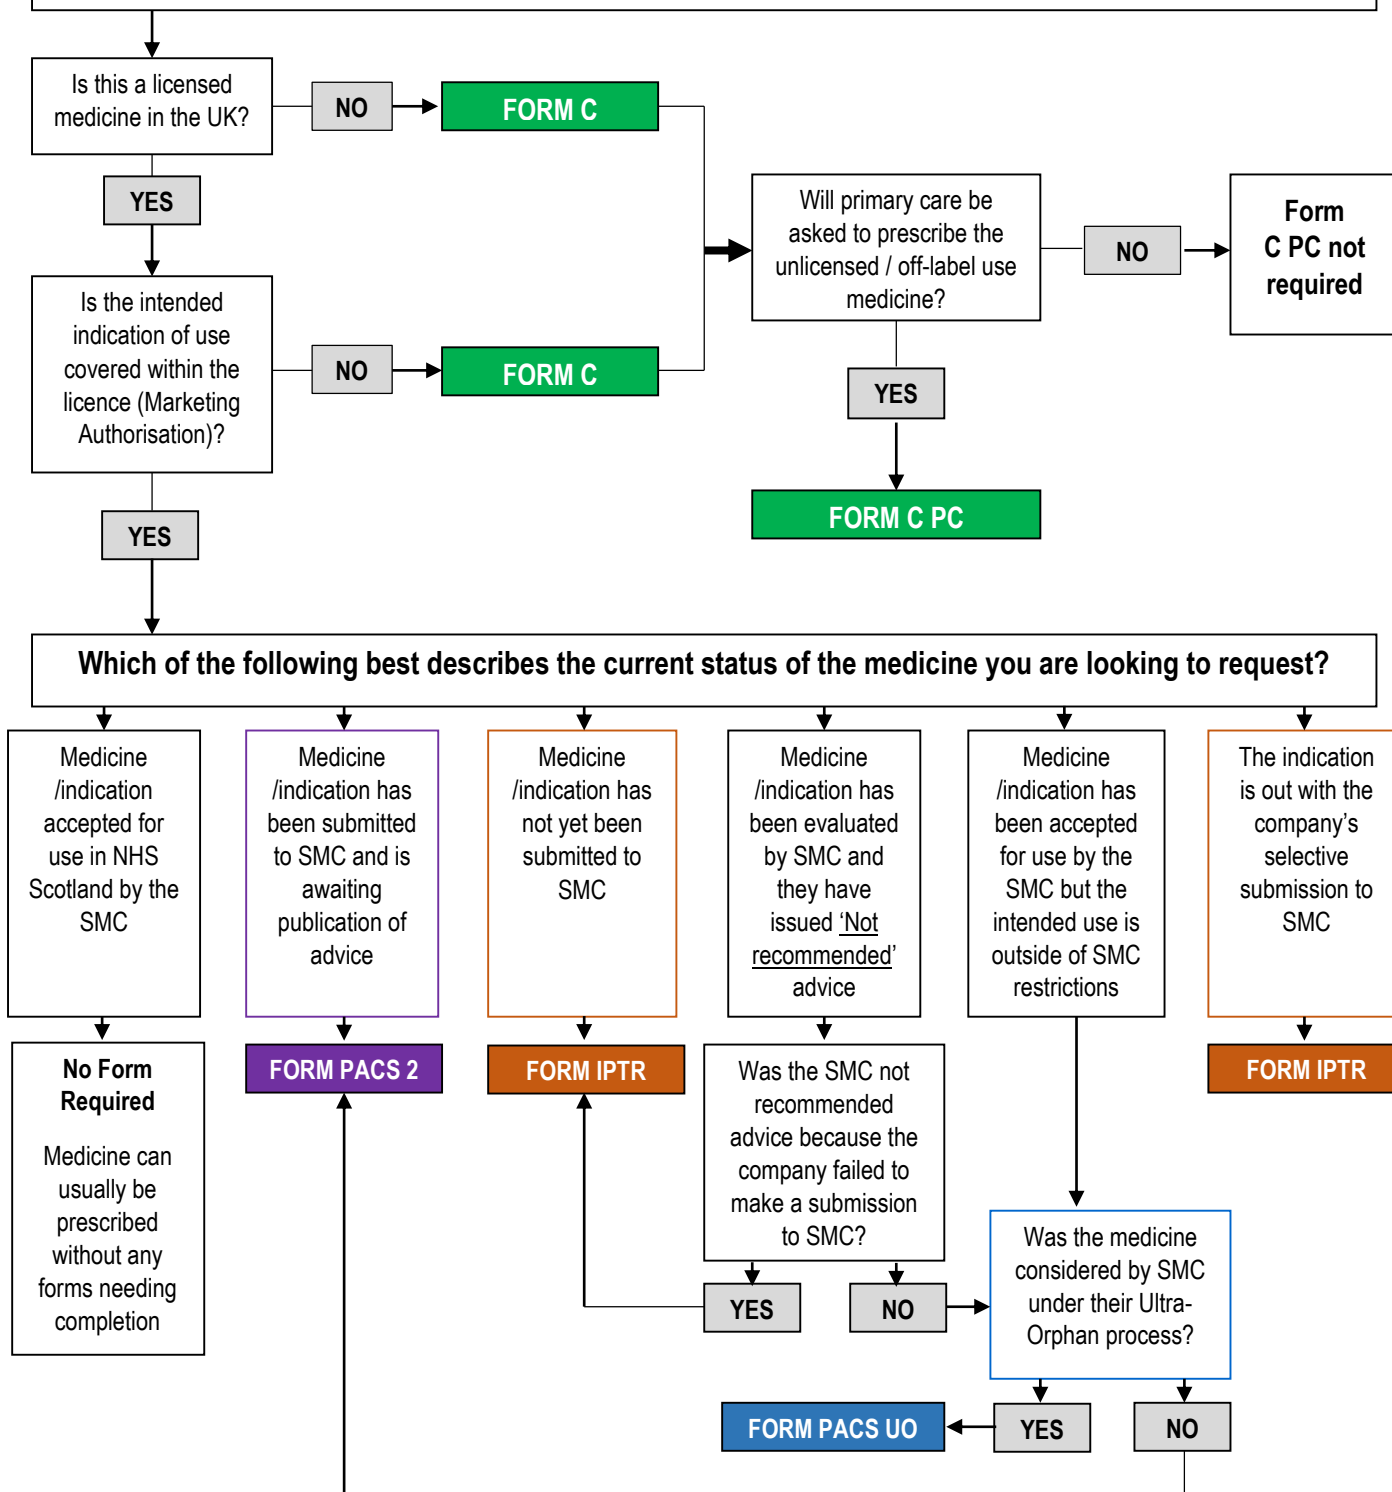 Is this a licensed
medicine in the UK?
NO
FORM C
YES
Will primary care be
asked to prescribe the
unlicensed / off-label use
medicine?
NO
Form
C PC not
required
Is the intended
indication of use
covered within the
licence (Marketing
Authorisation)?
NO
FORM C
YES
FORM C PC
YES
Which of the following best describes the current status of the medicine you are looking to request?
Medicine
/indication
accepted for
use in NHS
Scotland by the
SMC
Medicine
/indication has
been submitted
to SMC and is
awaiting
publication of
advice
Medicine
/indication has
not yet been
submitted to
SMC
Medicine
/indication has
been evaluated
by SMC and
they have
issued ‘Not
recommended’
advice
Medicine
/indication has
been accepted
for use by the
SMC but the
intended use is
outside of SMC
restrictions
The indication
is out with the
company’s
selective
submission to
SMC
No Form
Required
Medicine can
usually be
prescribed
without any
forms needing
completion
FORM PACS 2
FORM IPTR
Was the SMC not
recommended
advice because the
company failed to
make a submission
to SMC?
FORM IPTR
YES
NO
Was the medicine
considered by SMC
under their Ultra-
Orphan process?
FORM PACS UO
YES
NO